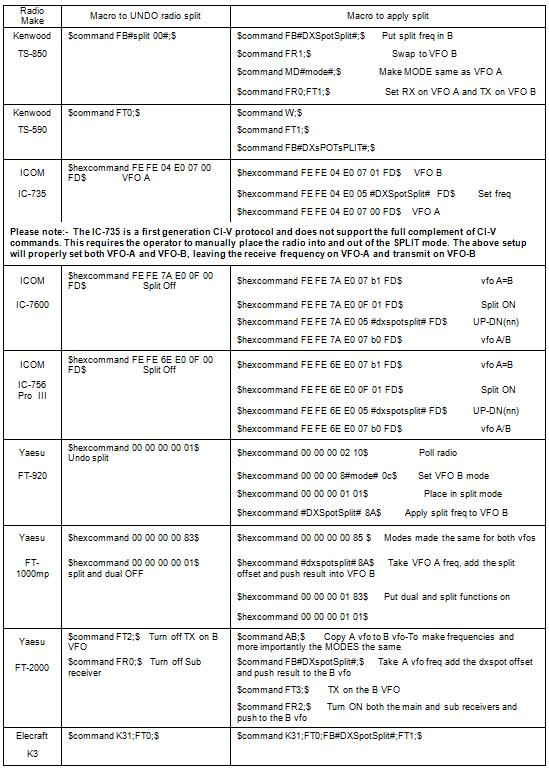 Radio Make
Macro to UNDO radio split
Macro to apply split
Kenwood
TS-850
$command FB#split 00#;$
$command FB#DXSpotSplit#;$ Put split freq in B
$command FR1;$ Swap to VFO B
$command MD#mode#;$ Make MODE same as VFO A
$command FR0;FT1;$ Set RX on VFO A and TX on VFO B
Kenwood
TS-590
$command FT0;$
$command W;$
$command FT1;$
$command FB#DXsPOTsPLIT#;$
ICOM
IC-735
$hexcommand FE FE 04 E0 07 00
FD$ VFO A
$hexcommand FE FE 04 E0 07 01 FD$ VFO B
$hexcommand FE FE 04 E0 05 #DXSpotSplit# FD$ Set freq
$hexcommand FE FE 04 E0 07 00 FD$ VFO A
Please note:- The IC-735 is a first generation CI-V protocol and does not support the full complement of CI-V
commands. This requires the operator to manually place the radio into and out of the SPLIT mode. The above setup
will properly set both VFO-A and VFO-B, leaving the receive frequency on VFO-A and transmit on VFO-B
ICOM
IC-7600
$hexcommand FE FE 7A E0 0F 00
FD$ Split Off
$hexcommand FE FE 7A E0 07 b1 FD$ vfo A=B
$hexcommand FE FE 7A E0 0F 01 FD$ Split ON
$hexcommand FE FE 7A E0 05 #dxspotsplit# FD$ UP-DN(nn)
$hexcommand FE FE 7A E0 07 b0 FD$ vfo A/B
ICOM
IC-756
Pro III
$hexcommand FE FE 6E E0 0F 00
FD$ Split Off
$hexcommand FE FE 6E E0 07 b1 FD$ vfo A=B
$hexcommand FE FE 6E E0 0F 01 FD$ Split ON
$hexcommand FE FE 6E E0 05 #dxspotsplit# FD$ UP-DN(nn)
$hexcommand FE FE 6E E0 07 b0 FD$ vfo A/B
Yaesu
FT-920
$hexcommand 00 00 00 00 01$
Undo split
$hexcommand 00 00 00 02 10$ Poll radio
$hexcommand 00 00 00 8#mode# 0c$ Set VFO B mode
$hexcommand 00 00 00 01 01$ Place in split mode
$hexcommand #DXSpotSplit# 8A$ Apply split freq to VFO B
Yaesu
FT-
1000mp
$hexcommand 00 00 00 00 83$
$hexcommand 00 00 00 00 01$
split and dual OFF
$hexcommand 00 00 00 00 85 $ Modes made the same for both vfos
$hexcommand #dxspotsplit# 8A$ Take VFO A freq, add the split
offset and push result into VFO B
$hexcommand 00 00 00 01 83$ Put dual and split functions on
$hexcommand 00 00 00 01 01$
Yaesu
FT-2000
$command FT2;$ Turn off TX on B
VFO
$command FR0;$ Turn off Sub
receiver
$command AB;$ Copy A vfo to B vfo-To make frequencies and
more importantly the MODES the same
$command FB#DXspotSplit#;$ Take A vfo freq add the dxspot offset
and push result to the B vfo
$command FT3;$ TX on the B VFO
$command FR2;$ Turn ON both the main and sub receivers and
push to the B vfo
Elecraft
K3
$command K31;FT0;$
$command K31;FT0;FB#DXSpotSplit#;FT1;$